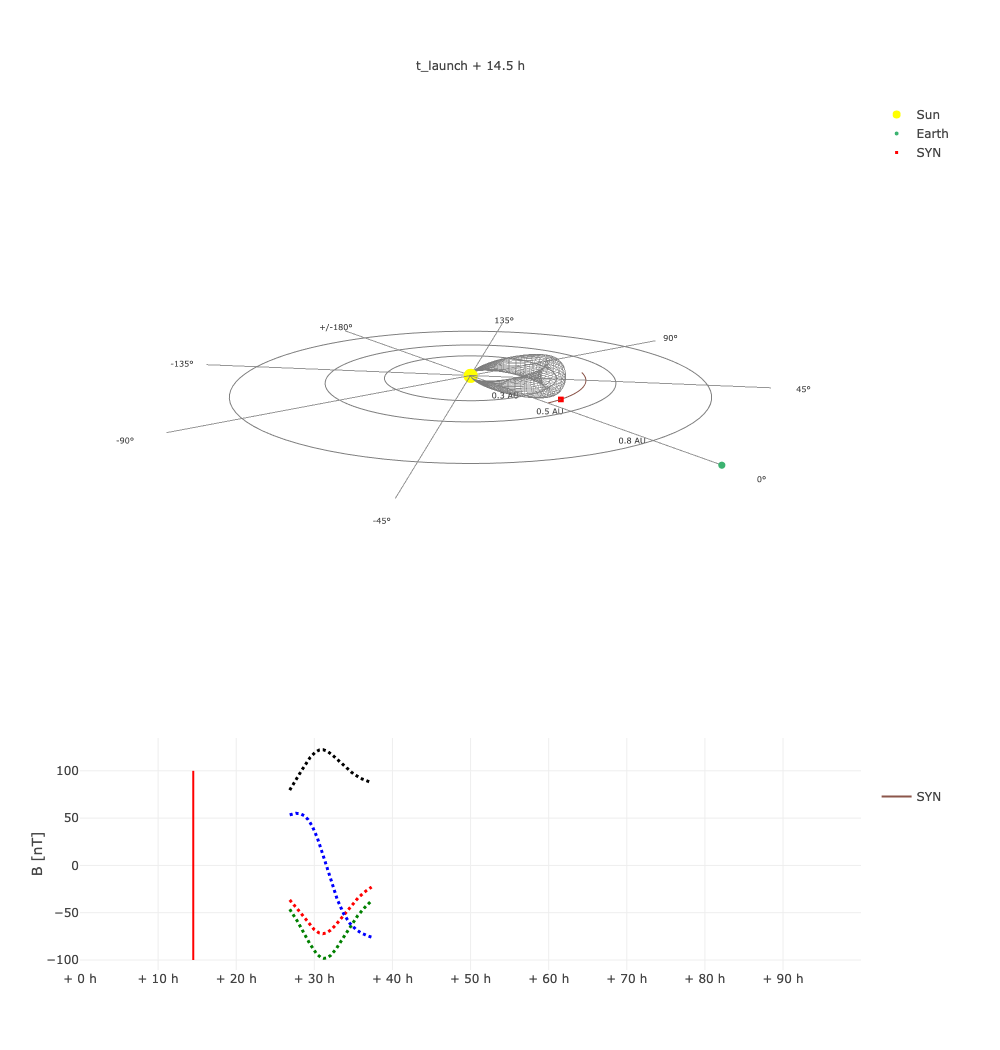 t_launch + 14.5 h
Sun
Earth
SYN
135°
+/-180°
90°
-135°
45°
0.3 AU
0.5 AU
-90°
0.8 AU
0°
-45°
100
50
0
−50
−100
B [nT]
SYN
+ 0 h
+ 10 h
+ 20 h
+ 30 h
+ 40 h
+ 50 h
+ 60 h
+ 70 h
+ 80 h
+ 90 h